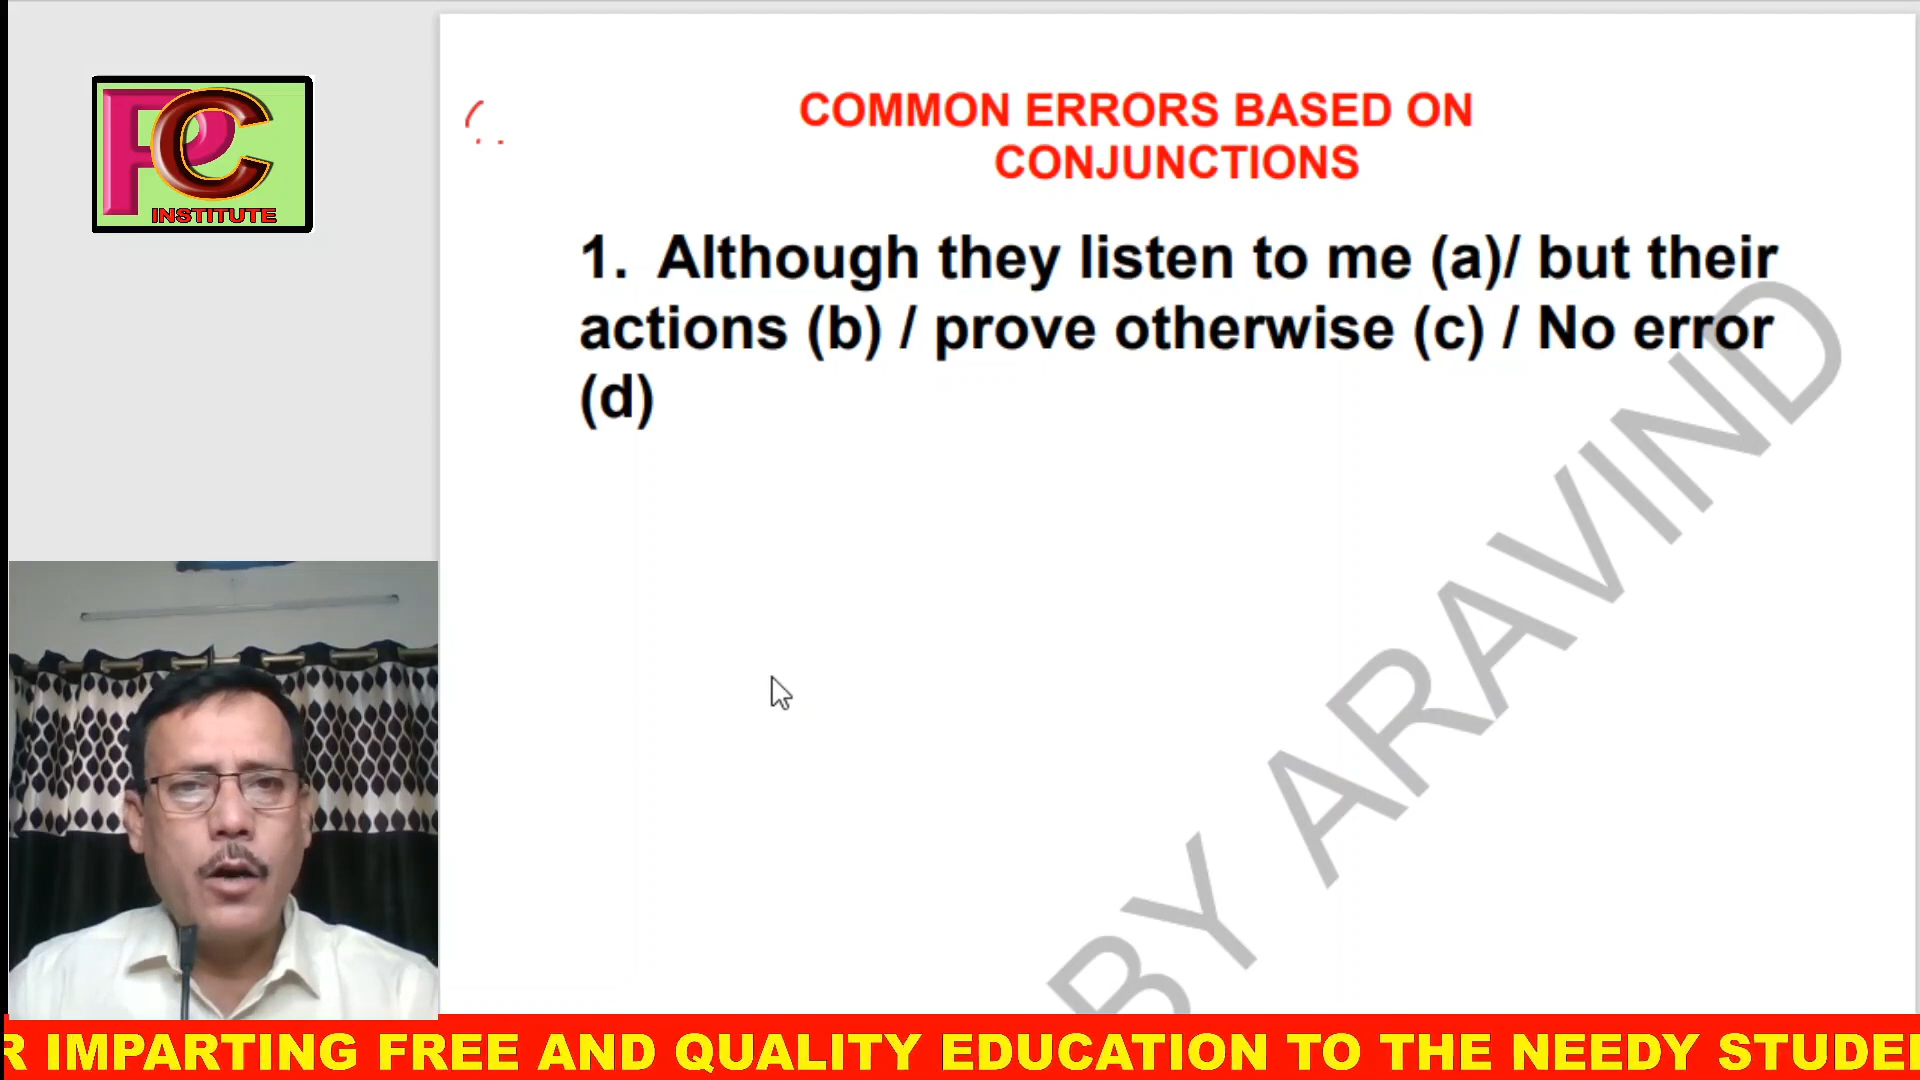 PC
INSTITUTE
COMMON ERRORS BASED ON
CONJUNCTIONS
1. Although they listen to me (a)/ but their
actions (b) / prove otherwise (c) / No error
(d)
BY ARAVIND
R IMPARTING FREE AND QUALITY EDUCATION TO THE NEEDY STUDE